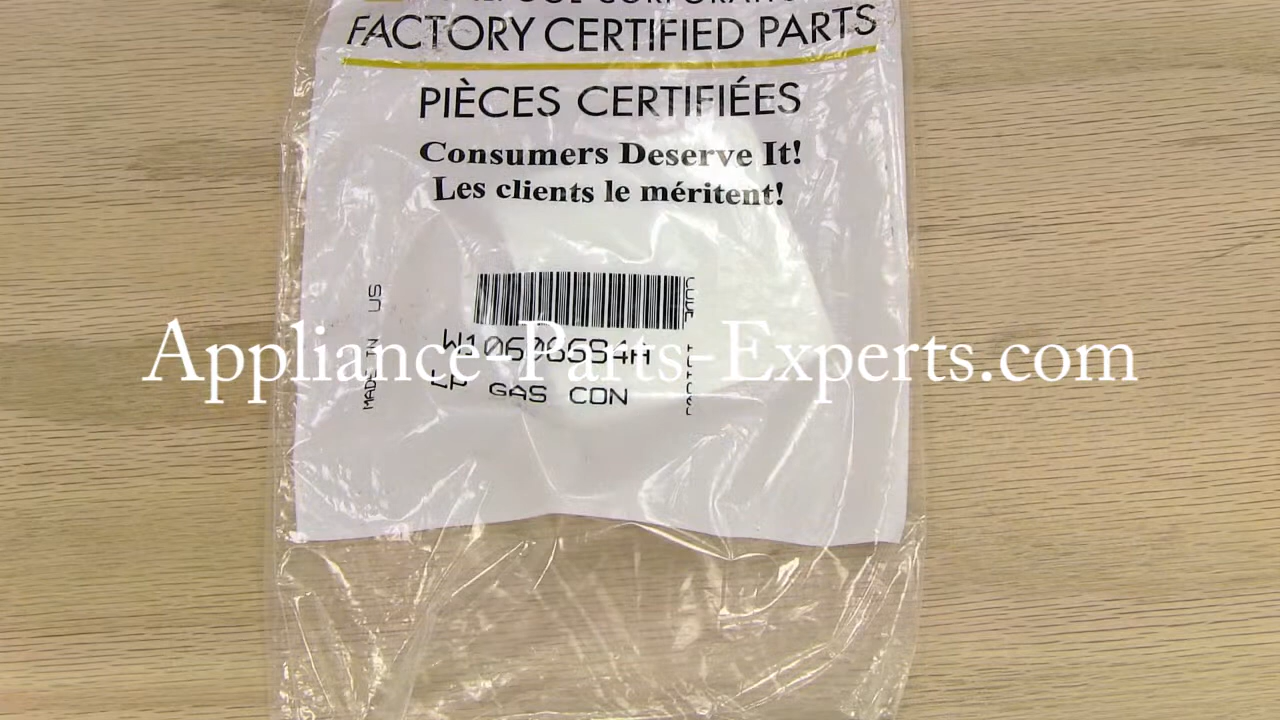 FACTORY CERTIFIED PARTS
PIÈCES CERTIFIÉES
Consumers Deserve It!
Les clients le méritent!
MADE IN US
Appliance-Parts-Experts.com
LP GAS CON